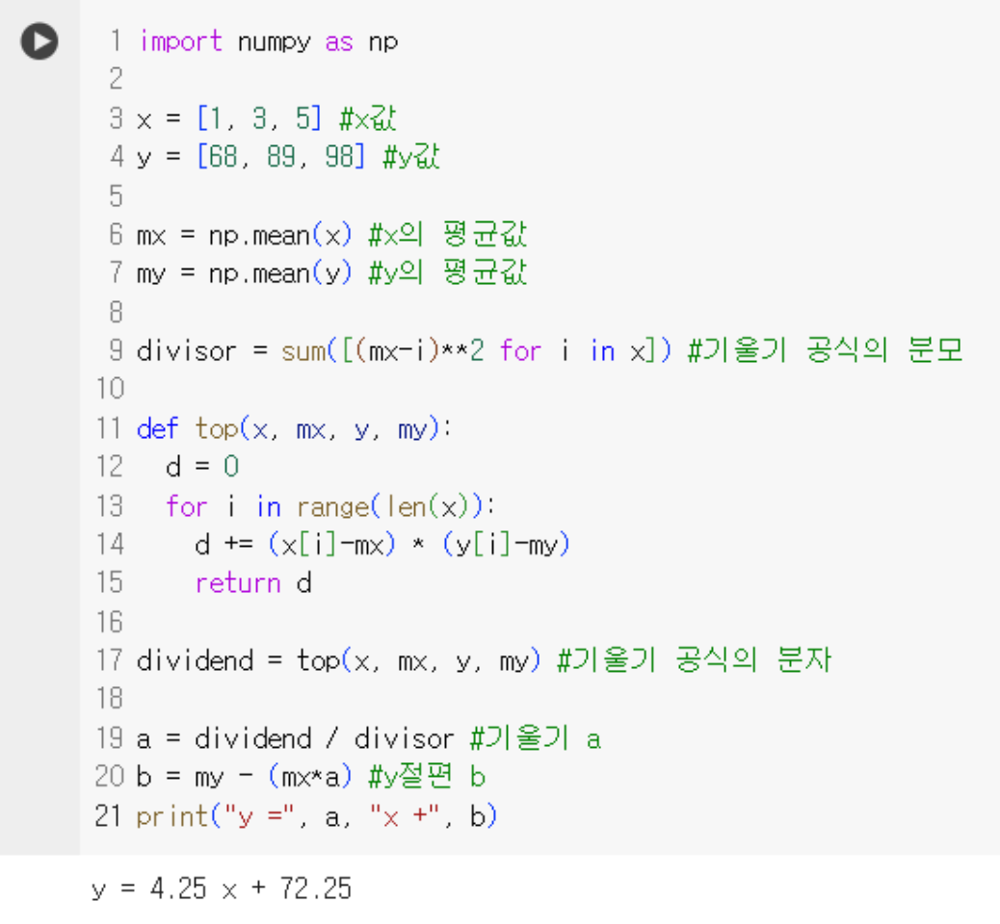 1 import numpy as np
2
3 x = [1, 3, 5] #x값
4 y = [68, 89, 98] #y값
5
6 mx = np.mean(x) #x의 평균값
7 my = np.mean(y) #y의 평균값
8
9 divisor = sum([(mx-i)**2 for i in x]) #기울기 공식의 분모
10
11 def top(x, mx, y, my):
12   d = 0
13   for i in range(len(x)):
14     d += (x[i]-mx) * (y[i]-my)
15     return d
16
17 dividend = top(x, mx, y, my) #기울기 공식의 분자
18
19 a = dividend / divisor #기울기 a
20 b = my - (mx*a) #y절편 b
21 print("y =", a, "x +", b)
y = 4.25 x + 72.25